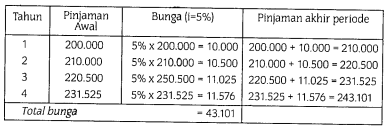 Tahun Pinjaman Awal Bunga (i=5%) Pinjaman akhir periode
1 200.000 5% x 200.000 = 10.000 200.000 + 10.000 = 210.000
2 210.000 5% x 210.000 = 10.500 210.000 + 10.500 = 220.500
3 220.500 5% x 250.500 = 11.025 220.500 + 11.025 = 231.525
4 231.525 5% x 231.525 = 11.576 231.525 + 11.576 = 243.101
Total bunga = 43.101